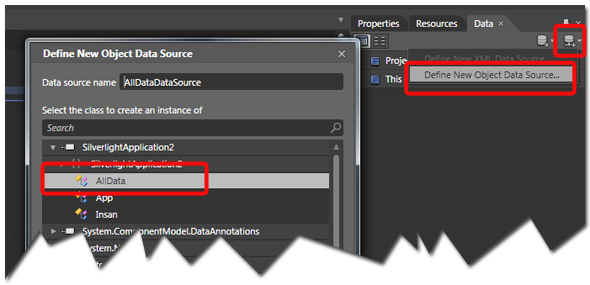 Properties
Resources
Data
Define New Object Data Source
Define New XML Data Source...
Proje
Define New Object Data Source...
This
Data source name
AllDataDataSource
Select the class to create an instance of
Search
SilverlightApplication2
{ } SilverlightApplication2
AllData
App
Insan
System.ComponentModel.DataAnnotations